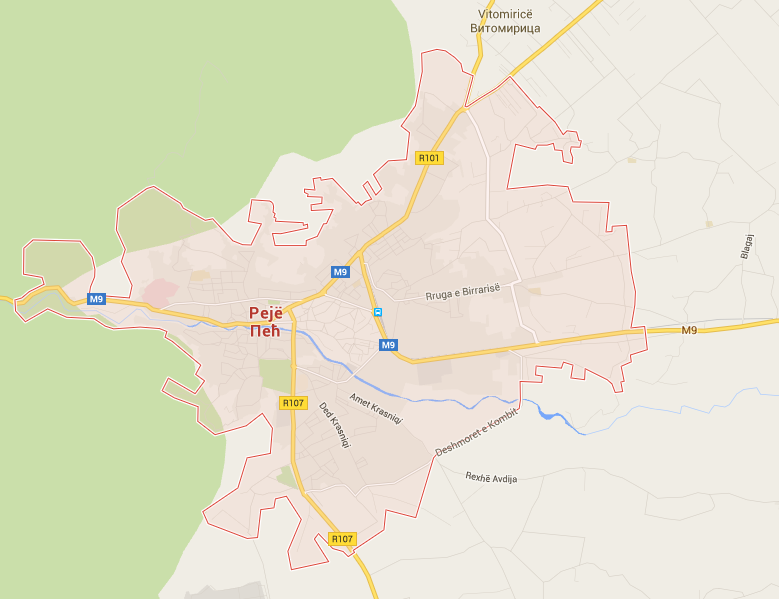 Vitomiricë
Витомирица
R101
Blagaj
M9
Rruga e Birrarisë
M9
Pejë
Пећ
M9
M9
R107
Ded Krasniqi
Amet Krasniqi
Deshmoret e Kombit
Rexhë Avdija
R107